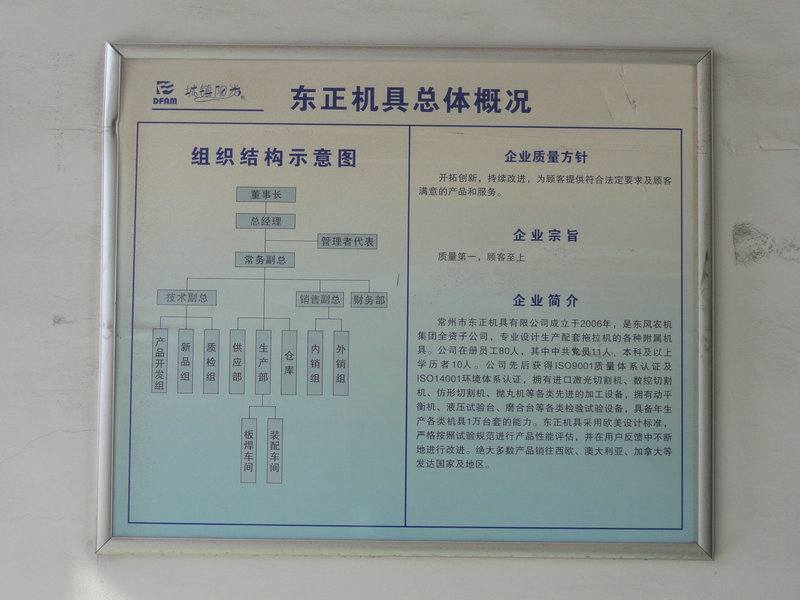 DFAM
城镇阳光
东正机具总体概况
组织结构示意图
董事长
总经理
管理者代表
常务副总
技术副总
销售副总
财务部
产品开发组
新品组
质检组
供应部
生产部
仓库
内销组
外销组
板焊车间
装配车间
企业质量方针
开拓创新，持续改进，为顾客提供符合法定要求及顾客
满意的产品和服务。
企业宗旨
质量第一，顾客至上
企业简介
常州市东正机具有限公司成立于2006年，是东风农机
集团全资子公司，专业设计生产配套拖拉机的各种附属机
具。公司在册员工80人，其中中共党员11人，本科及以上
学历者10人。公司先后获得ISO9001质量体系认证及
ISO14001环境体系认证，拥有进口激光切割机、数控切割
机、仿形切割机、抛丸机等各类先进的加工设备，拥有动平
衡机、液压试验台、磨合台等各类检验试验设备，具备年生
产各类机具1万台套的能力。东正机具采用欧美设计标准，
严格按照试验规范进行产品性能评估，并在用户反馈中不断
地进行改进。绝大多数产品销往西欧、澳大利亚、加拿大等
发达国家及地区。